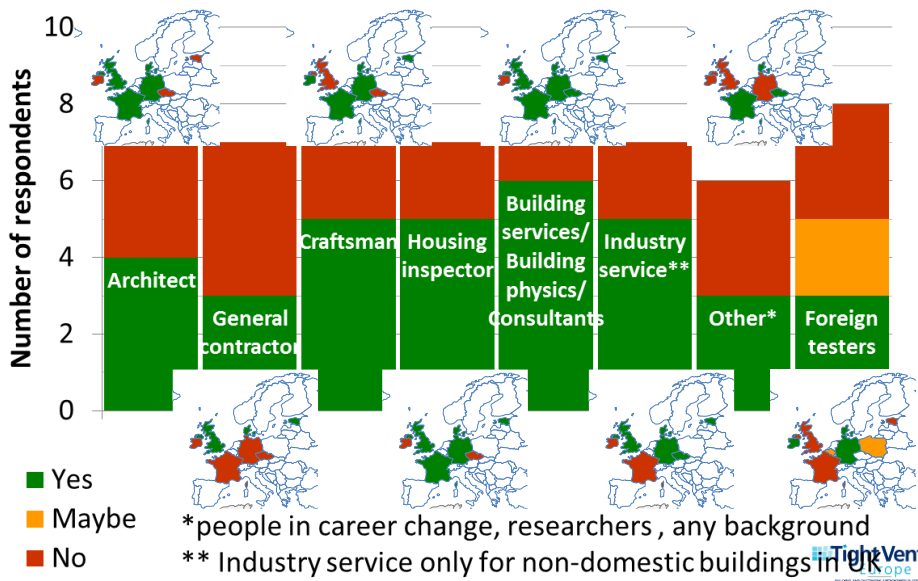 Number of respondents
10
8
6
4
2
0
Architect
General
contractor
Craftsman
Housing
inspector
Building
services/
Building
physics/
Consultants
Industry
service**
Other*
Foreign
testers
Yes
Maybe
No
*people in career change, researchers , any background
** Industry service only for non-domestic buildings in UK
TightVent
europe